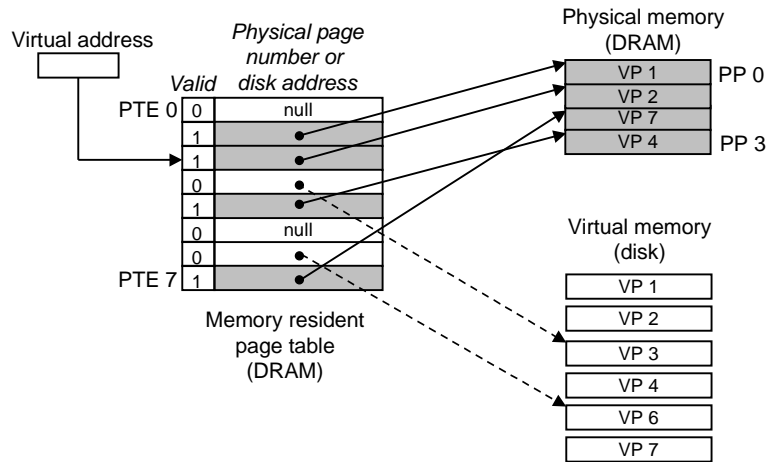 Virtual address
Physical page
number or
disk address
Valid
PTE 0
0
null
1
1
0
1
0
null
0
PTE 7
1
Memory resident
page table
(DRAM)
Physical memory
(DRAM)
VP 1
PP 0
VP 2
VP 7
VP 4
PP 3
Virtual memory
(disk)
VP 1
VP 2
VP 3
VP 4
VP 6
VP 7